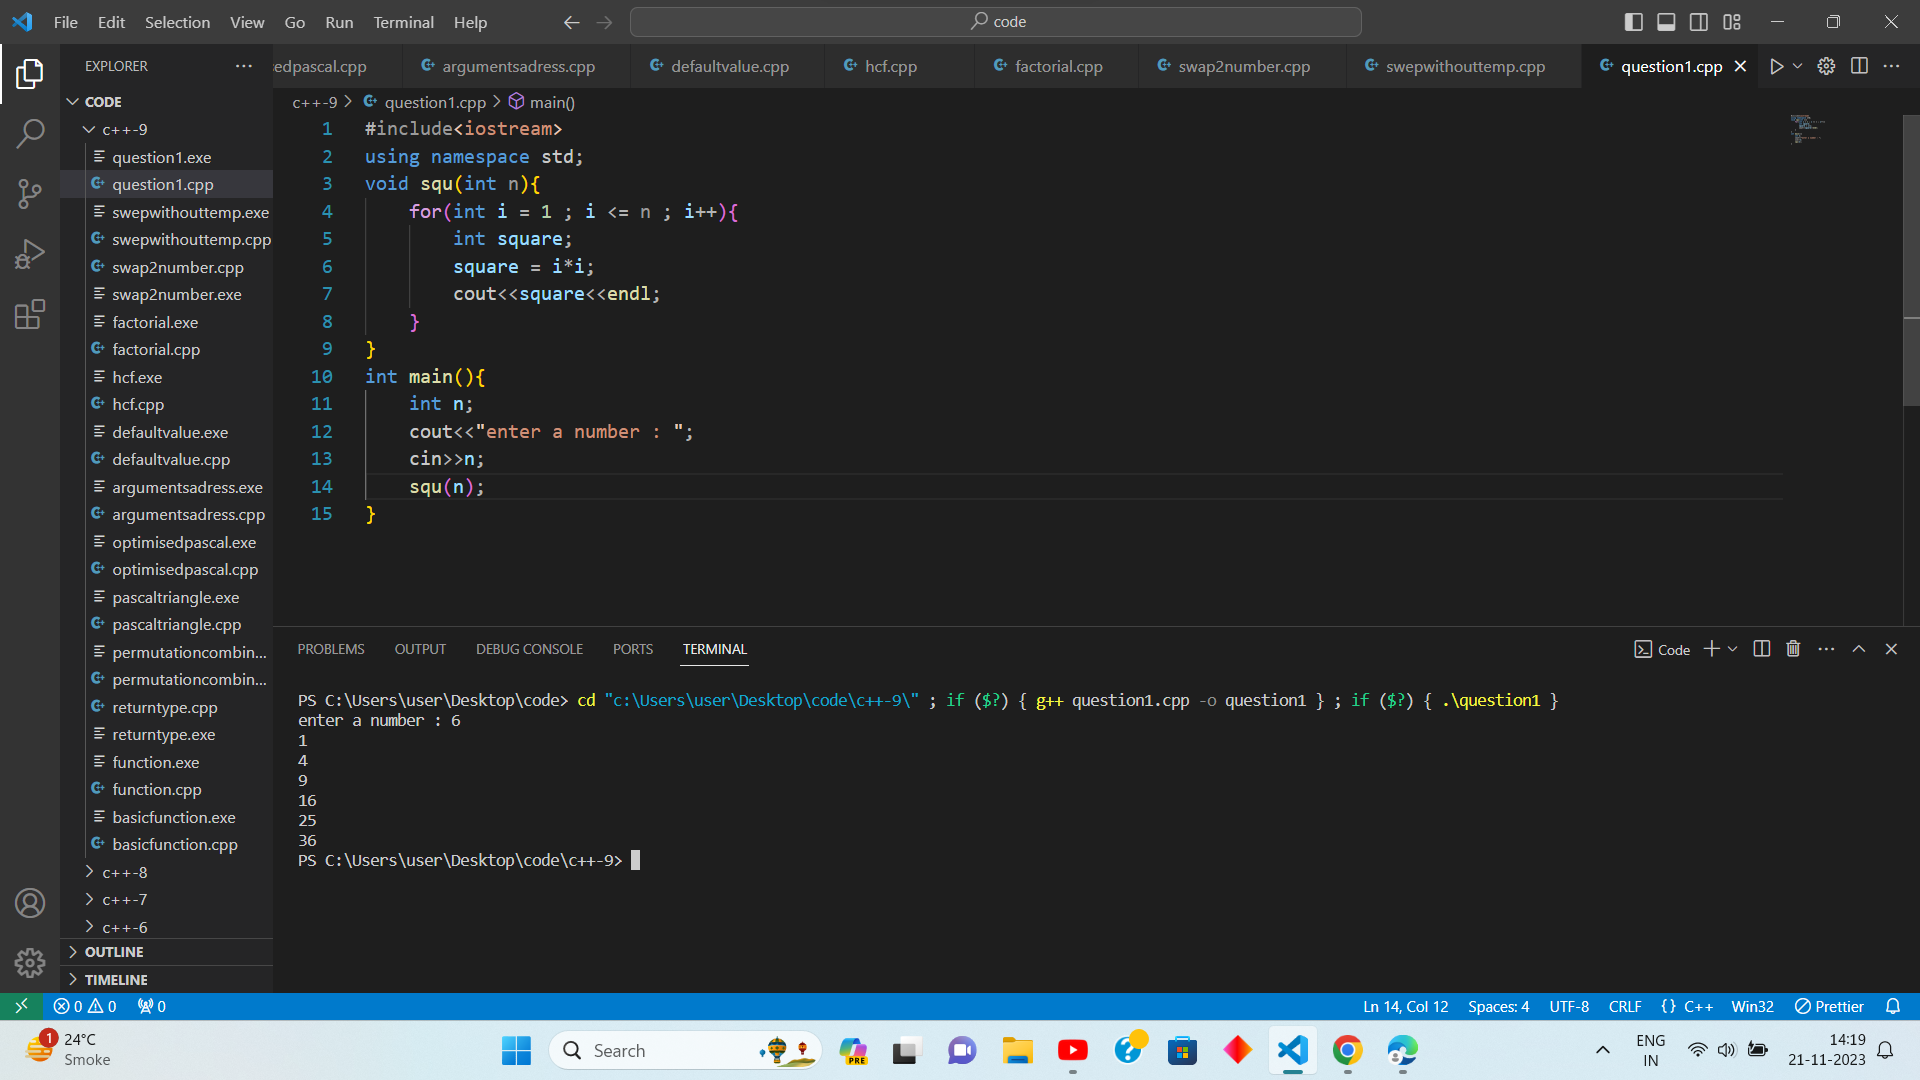 File Edit Selection View Go Run Terminal Help
code
EXPLORER
edpascal.cpp argumentsadress.cpp defaultvalue.cpp hcf.cpp factorial.cpp swap2number.cpp swepwithouttemp.cpp question1.cpp
CODE
c++-9
question1.exe
question1.cpp
swepwithouttemp.exe
swepwithouttemp.cpp
swap2number.cpp
swap2number.exe
factorial.exe
factorial.cpp
hcf.exe
hcf.cpp
defaultvalue.exe
defaultvalue.cpp
argumentsadress.exe
argumentsadress.cpp
optimisedpascal.exe
optimisedpascal.cpp
pascaltriangle.exe
pascaltriangle.cpp
permutationcombin...
permutationcombin...
returntype.cpp
returntype.exe
function.exe
function.cpp
basicfunction.exe
basicfunction.cpp
c++-8
c++-7
c++-6
OUTLINE
TIMELINE
c++-9 > question1.cpp > main()
1 #include<iostream>
2 using namespace std;
3 void squ(int n){
4     for(int i = 1 ; i <= n ; i++){
5         int square;
6         square = i*i;
7         cout<<square<<endl;
8     }
9 }
10 int main(){
11     int n;
12     cout<<"enter a number : ";
13     cin>>n;
14     squ(n);
15 }
PROBLEMS OUTPUT DEBUG CONSOLE PORTS TERMINAL
Code
PS C:\Users\user\Desktop\code> cd "c:\Users\user\Desktop\code\c++-9\" ; if ($?) { g++ question1.cpp -o question1 } ; if ($?) { .\question1 }
enter a number : 6
1
4
9
16
25
36
PS C:\Users\user\Desktop\code\c++-9>
0 0 0
Ln 14, Col 12 Spaces: 4 UTF-8 CRLF {} C++ Win32 Prettier
1
24°C
Smoke
Search
PRE
ENG
IN
14:19
21-11-2023